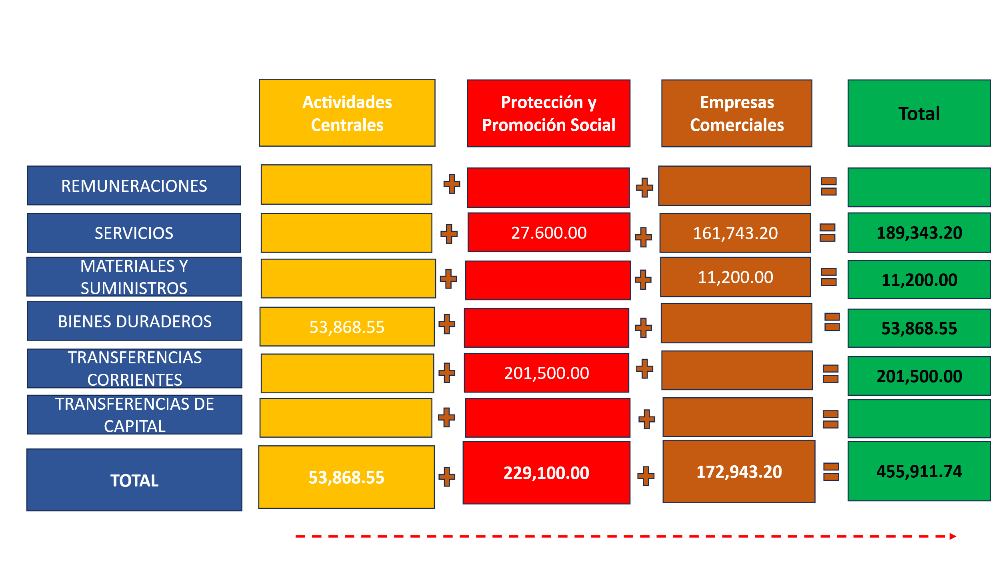 Actividades
Centrales
Protección y
Promoción Social
Empresas
Comerciales
Total
REMUNERACIONES
SERVICIOS
27.600.00
161,743.20
189,343.20
MATERIALES Y
SUMINISTROS
11,200.00
11,200.00
BIENES DURADEROS
53,868.55
53,868.55
TRANSFERENCIAS
CORRIENTES
201,500.00
201,500.00
TRANSFERENCIAS DE
CAPITAL
TOTAL
53,868.55
229,100.00
172,943.20
455,911.74